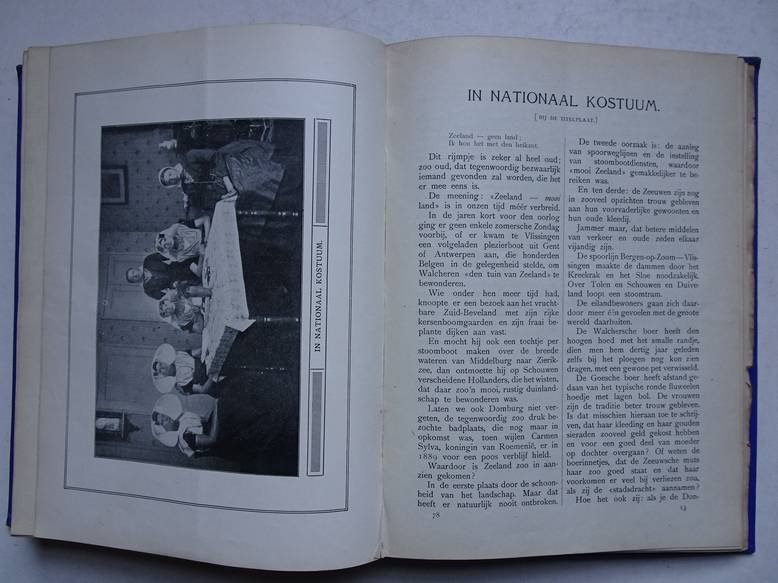 IN NATIONAAL KOSTUUM.
IN NATIONAAL KOSTUUM.
[BIJ DE TITELPLAAT.]
Zeeland — geen land;
Ik hou het met den heikant.
Dit rijmpje is zeker al heel oud;
zoo oud, dat tegenwoordig bezwaarlijk
iemand gevonden zal worden, die het
er mee eens is.
De meening: «Zeeland — mooi
land» is in onzen tijd méér verbreid.
In de jaren kort voor den oorlog
ging er geen enkele zomersche Zondag
voorbij, of er kwam te Vlissingen
een volgeladen plezierboot uit Gent
of Antwerpen aan, die honderden
Belgen in de gelegenheid stelde, om
Walcheren «den tuin van Zeeland» te
bewonderen.
Wie onder hen meer tijd had,
knoopte er een bezoek aan het vrucht-
bare Zuid-Beveland met zijn rijke
kersenboomgaarden en zijn fraai be-
plante dijken aan vast.
En mocht hij ook een tochtje per
stoomboot maken over de breede
wateren van Middelburg naar Zierik-
zee, dan ontmoette hij op Schouwen
verscheidene Hollanders, die het wisten,
dat daar zoo'n mooi, rustig duinland-
schap te bewonderen was.
Laten we ook Domburg niet ver-
geten, de tegenwoordig zoo druk be-
zochte badplaats, die nog maar in
opkomst was, toen wijlen Carmen
Sylva, koningin van Roemenië, er in
1889 voor een poos verblijf hield.
Waardoor is Zeeland zoo in aan-
zien gekomen?
In de eerste plaats door de schoon-
heid van het landschap. Maar dat
heeft er natuurlijk nooit ontbroken.
78
De tweede oorzaak is: de aanleg
van spoorweglijnen en de instelling
van stoombootdiensten, waardoor
«mooi Zeeland» gemakkelijker te be-
reiken was.
En ten derde: de Zeeuwen zijn nog
in zooveel opzichten trouw gebleven
aan hun voorvaderlijke gewoonten en
hun oude kleedij.
Jammer maar, dat betere middelen
van verkeer en oude zeden elkaar
vijandig zijn.
De spoorlijn Bergen-op-Zoom—Vlis-
singen maakte de dammen door het
Kreekrak en het Sloe noodzakelijk.
Over Tolen en Schouwen en Duive-
land loopt een stoomtram.
De eilandbewoners gaan zich daar-
door meer één gevoelen met de groote
wereld daarbuiten.
De Walchersche boer heeft den
hoogen hoed met het smalle randje,
dien men hem dertig jaar geleden
zelfs bij het ploegen nog kon zien
dragen, met een gewone pet verwisseld.
De Goesche boer heeft afstand ge-
daan van het typische ronde fluweelen
hoedje met lagen bol. De vrouwen
zijn de traditie beter trouw gebleven.
Is dat misschien hieraan toe te schrij-
ven, dat haar kleeding en haar gouden
sieraden zooveel geld gekost hebben
en voor een goed deel van moeder
op dochter overgaan? Of weten de
boerinnetjes, dat de Zeeuwsche muts
haar zoo goed staat en dat haar
voorkomen er veel bij verliezen zou,
als zij de «stadsdracht» aannamen?
Hoe het ook zij: als je de Don-